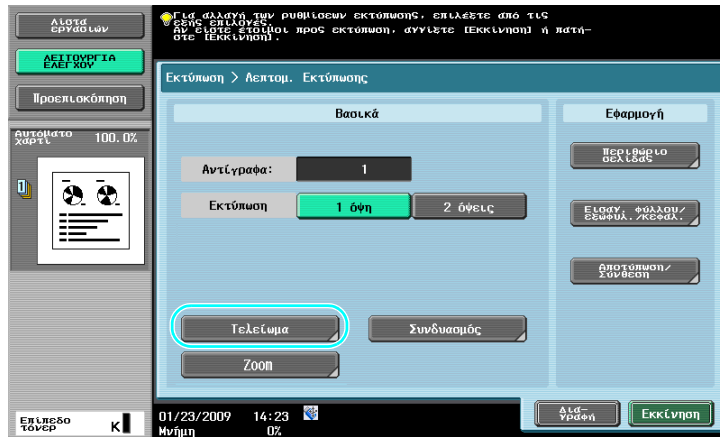 Λίστα
εργασιών
ΛΕΙΤΟΥΡΓΙΑ
ΕΛΕΓΧΟΥ
Προεπισκόπηση
Αυτόματο
χαρτί
100.0%
1
Επίπεδο
τόνερ
K
Για αλλαγή των ρυθμίσεων εκτύπωσης, επιλέξτε από τις
εξής επιλογές.
Αν είστε έτοιμοι προς εκτύπωση, αγγίξτε [Εκκίνηση] ή πατή-
στε [Εκκίνηση].
Εκτύπωση > Λεπτομ. Εκτύπωσης
Βασικά
Αντίγραφα:
1
Εκτύπωση
1 όψη
2 όψεις
Τελείωμα
Συνδυασμός
Zoom
Εφαρμογή
Περιθώριο
σελίδας
Εισαγ. φύλλου/
εξωφυλ./κεφαλ.
Αποτύπωση/
Σύνθεση
01/23/2009 14:23
Μνήμη 0%
Δια-
γραφή
Εκκίνηση